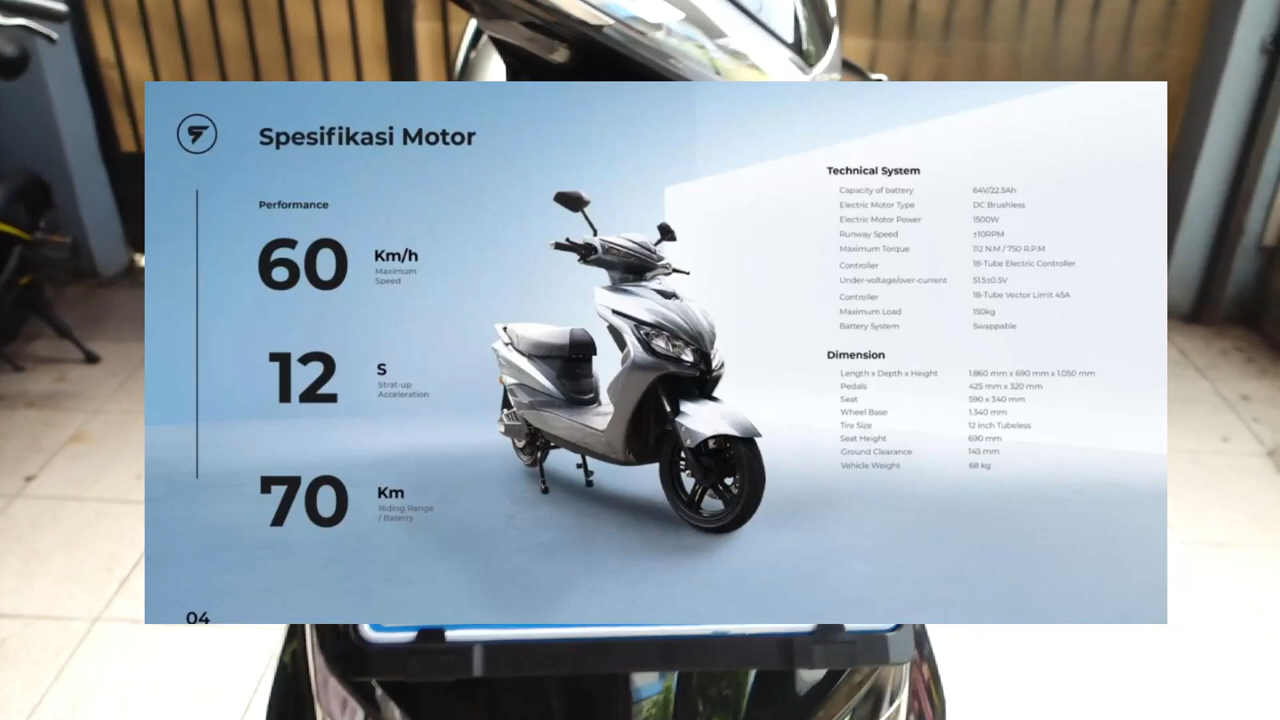 Spesifikasi Motor
Performance
60 Km/h
Maximum
Speed
12 S
Strat-up
Acceleration
70 Km
Riding Range
/ Baterry
04
Technical System
Capacity of battery 64V/22.5Ah
Electric Motor Type DC Brushless
Electric Motor Power 1500W
Runway Speed ±10RPM
Maximum Torque 112 N.M / 750 R.P.M
Controller 18-Tube Electric Controller
Under-voltage/over-current 51.5±0.5V
Controller 18-Tube Vector Limit 45A
Maximum Load 150kg
Battery System Swappable
Dimension
Length x Depth x Height 1.860 mm x 690 mm x 1.050 mm
Pedals 425 mm x 320 mm
Seat 590 x 340 mm
Wheel Base 1.340 mm
Tire Size 12 inch Tubeless
Seat Height 690 mm
Ground Clearance 145 mm
Vehicle Weight 68 kg